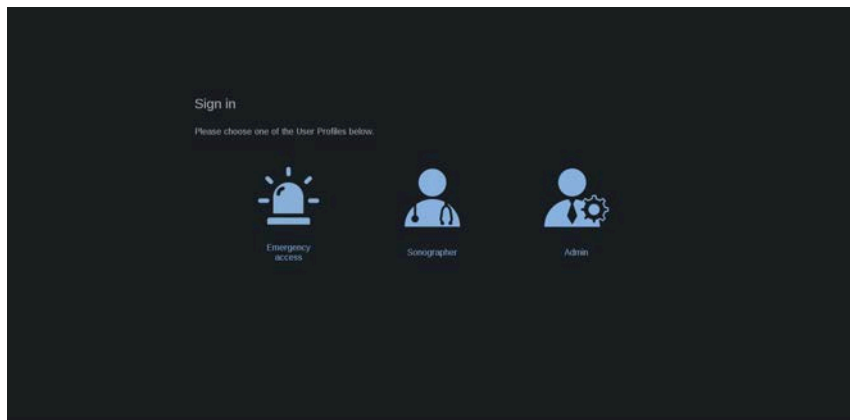 Sign in
Please choose one of the User Profiles below.
Emergency
access
Sonographer
Admin